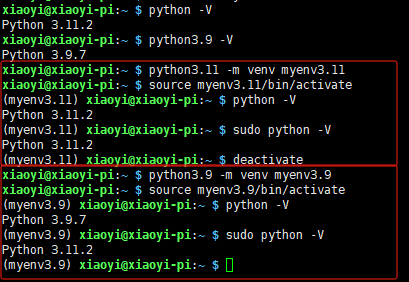 xiaoyi@xiaoyi-pi:~ $ python -V
Python 3.11.2
xiaoyi@xiaoyi-pi:~ $ python3.9 -V
Python 3.9.7
xiaoyi@xiaoyi-pi:~ $ python3.11 -m venv myenv3.11
xiaoyi@xiaoyi-pi:~ $ source myenv3.11/bin/activate
(myenv3.11) xiaoyi@xiaoyi-pi:~ $ python -V
Python 3.11.2
(myenv3.11) xiaoyi@xiaoyi-pi:~ $ sudo python -V
Python 3.11.2
(myenv3.11) xiaoyi@xiaoyi-pi:~ $ deactivate
xiaoyi@xiaoyi-pi:~ $ python3.9 -m venv myenv3.9
xiaoyi@xiaoyi-pi:~ $ source myenv3.9/bin/activate
(myenv3.9) xiaoyi@xiaoyi-pi:~ $ python -V
Python 3.9.7
(myenv3.9) xiaoyi@xiaoyi-pi:~ $ sudo python -V
Python 3.11.2
(myenv3.9) xiaoyi@xiaoyi-pi:~ $